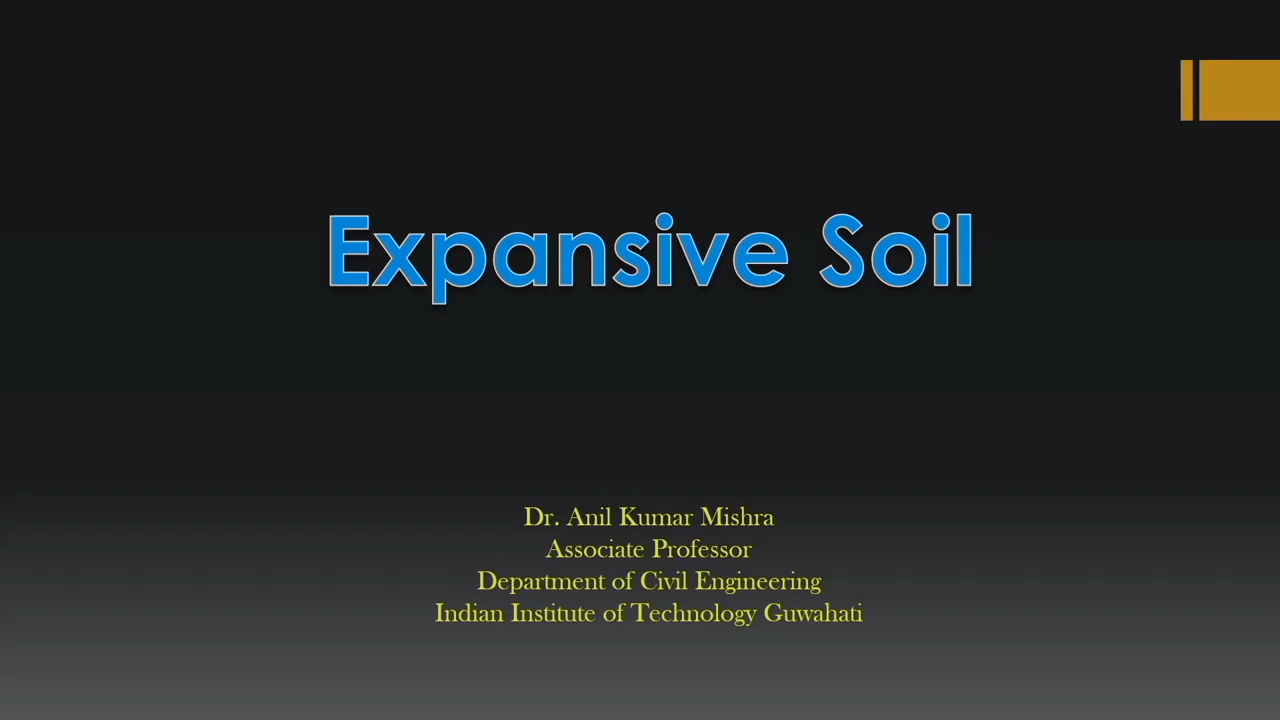 Expansive Soil
Dr. Anil Kumar Mishra
Associate Professor
Department of Civil Engineering
Indian Institute of Technology Guwahati